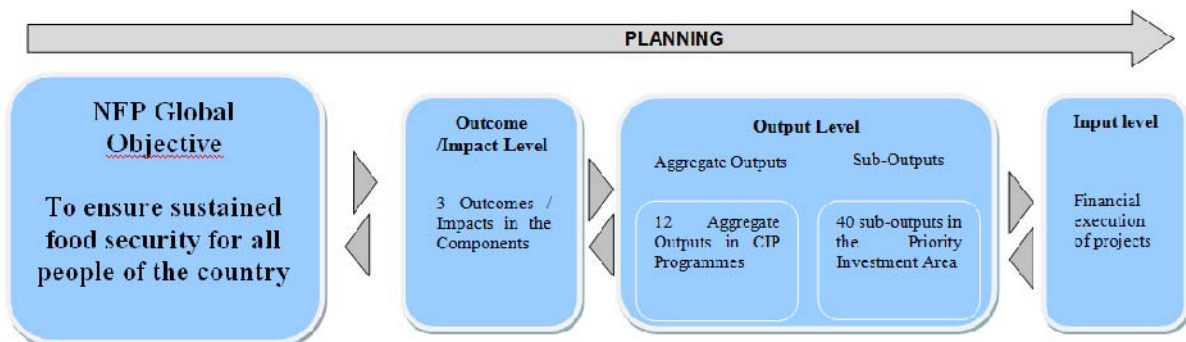 PLANNING
NFP Global
Objective
To ensure sustained
food security for all
people of the country
Outcome
/Impact Level
3 Outcomes /
Impacts in the
Components
Output Level
Aggregate Outputs
12 Aggregate
Outputs in CIP
Programmes
Sub-Outputs
40 sub-outputs in
the Priority
Investment Area
Input level
Financial
execution
of projects